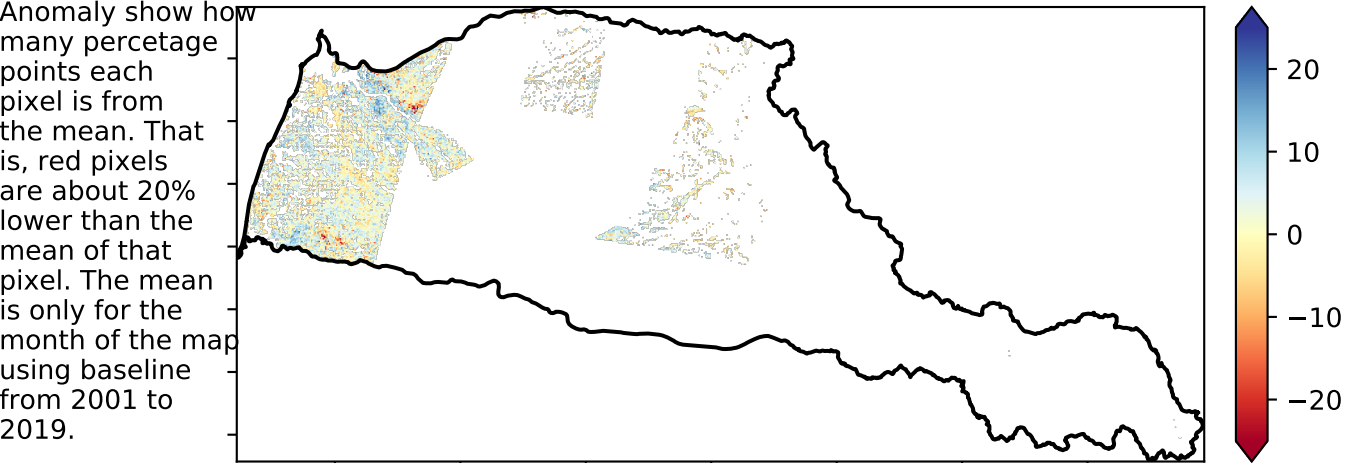 Anomaly show how
many percetage
points each
pixel is from
the mean. That
is, red pixels
are about 20%
lower than the
mean of that
pixel. The mean
is only for the
month of the map
using baseline
from 2001 to
2019.
20
10
0
−10
−20